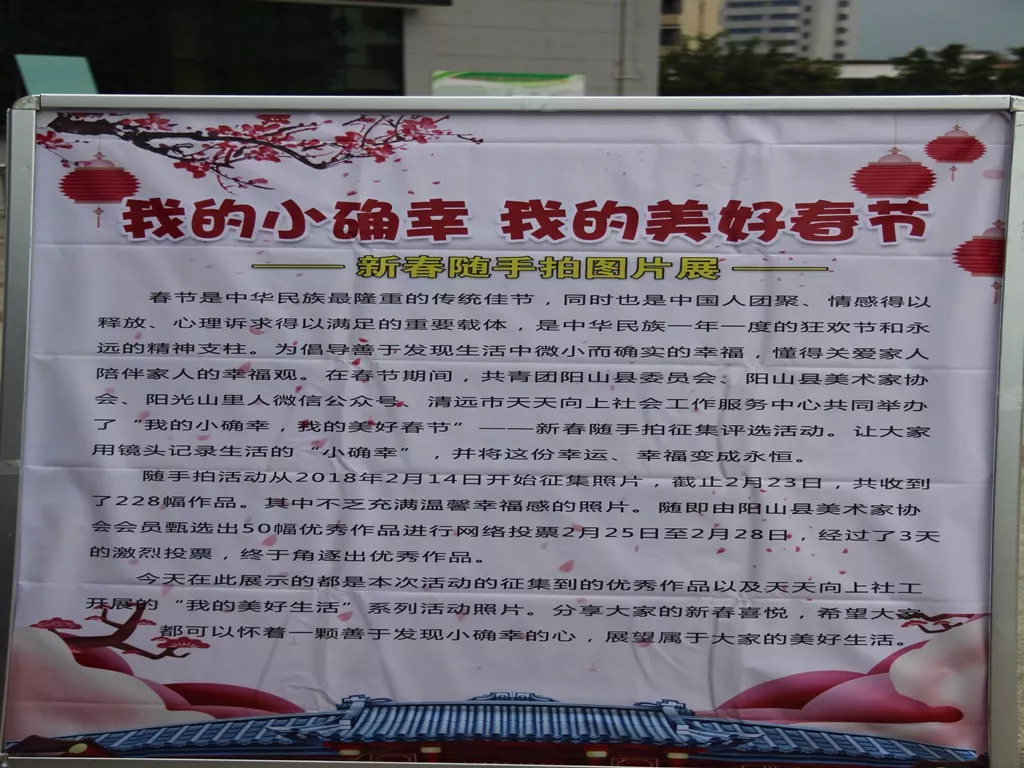 我的小确幸 我的美好春节
—— 新春随手拍图片展 ——
春节是中华民族最隆重的传统佳节，同时也是中国人团聚、情感得以
释放、心理诉求得以满足的重要载体，是中华民族一年一度的狂欢节和永
远的精神支柱。为倡导善于发现生活中微小而确实的幸福，懂得关爱家人
陪伴家人的幸福观。在春节期间，共青团阳山县委员会、阳山县美术家协
会、阳光山里人微信公众号、清远市天天向上社会工作服务中心共同举办
了“我的小确幸，我的美好春节”——新春随手拍征集评选活动。让大家
用镜头记录生活的“小确幸”，并将这份幸运、幸福变成永恒。
随手拍活动从2018年2月14日开始征集照片，截止2月23日，共收到
了228幅作品。其中不乏充满温馨幸福感的照片。随即由阳山县美术家协
会会员甄选出50幅优秀作品进行网络投票2月25日至2月28日，经过了3天
的激烈投票，终于角逐出优秀作品。
今天在此展示的都是本次活动的征集到的优秀作品以及天天向上社工
开展的“我的美好生活”系列活动照片。分享大家的新春喜悦，希望大家
都可以怀着一颗善于发现小确幸的心，展望属于大家的美好生活。